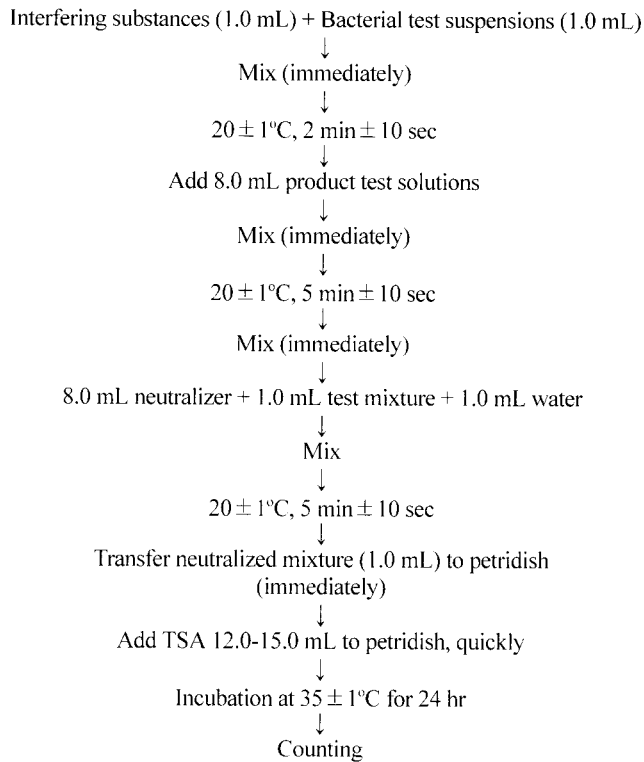 Interfering substances (1.0 mL) + Bacterial test suspensions (1.0 mL)
↓
Mix (immediately)
↓
20 ± 1°C, 2 min ± 10 sec
↓
Add 8.0 mL product test solutions
↓
Mix (immediately)
↓
20 ± 1°C, 5 min ± 10 sec
↓
Mix (immediately)
↓
8.0 mL neutralizer + 1.0 mL test mixture + 1.0 mL water
↓
Mix
↓
20 ± 1°C, 5 min ± 10 sec
↓
Transfer neutralized mixture (1.0 mL) to petridish
(immediately)
↓
Add TSA 12.0-15.0 mL to petridish, quickly
↓
Incubation at 35 ± 1°C for 24 hr
↓
Counting